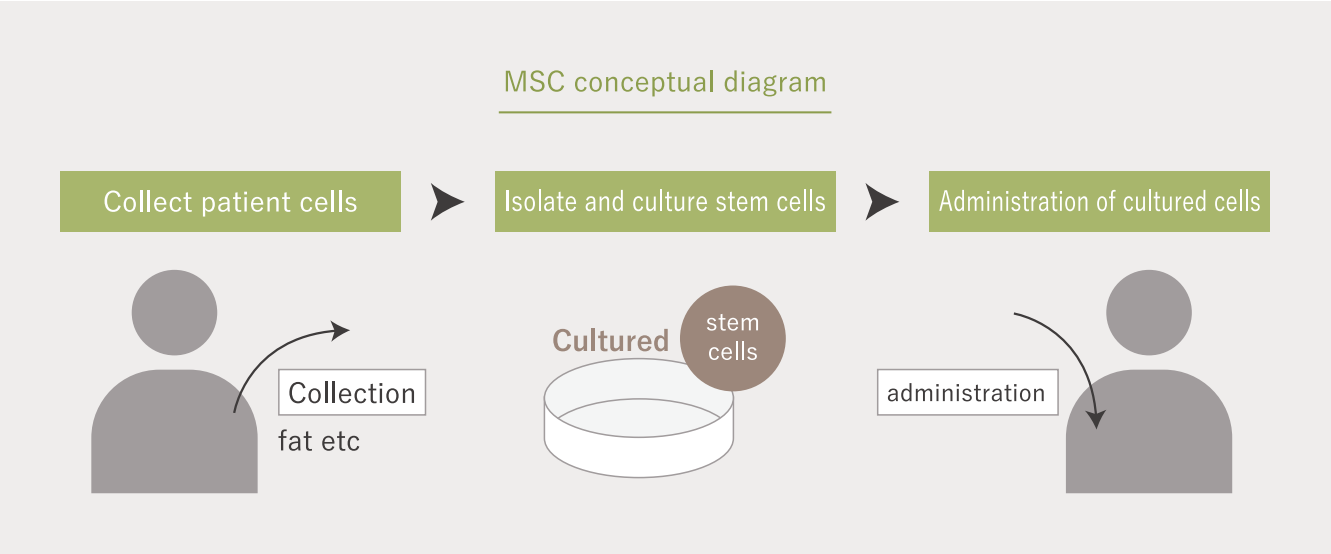 MSC conceptual diagram
Collect patient cells
Isolate and culture stem cells
Administration of cultured cells
Collection
fat etc
Cultured
stem
cells
administration